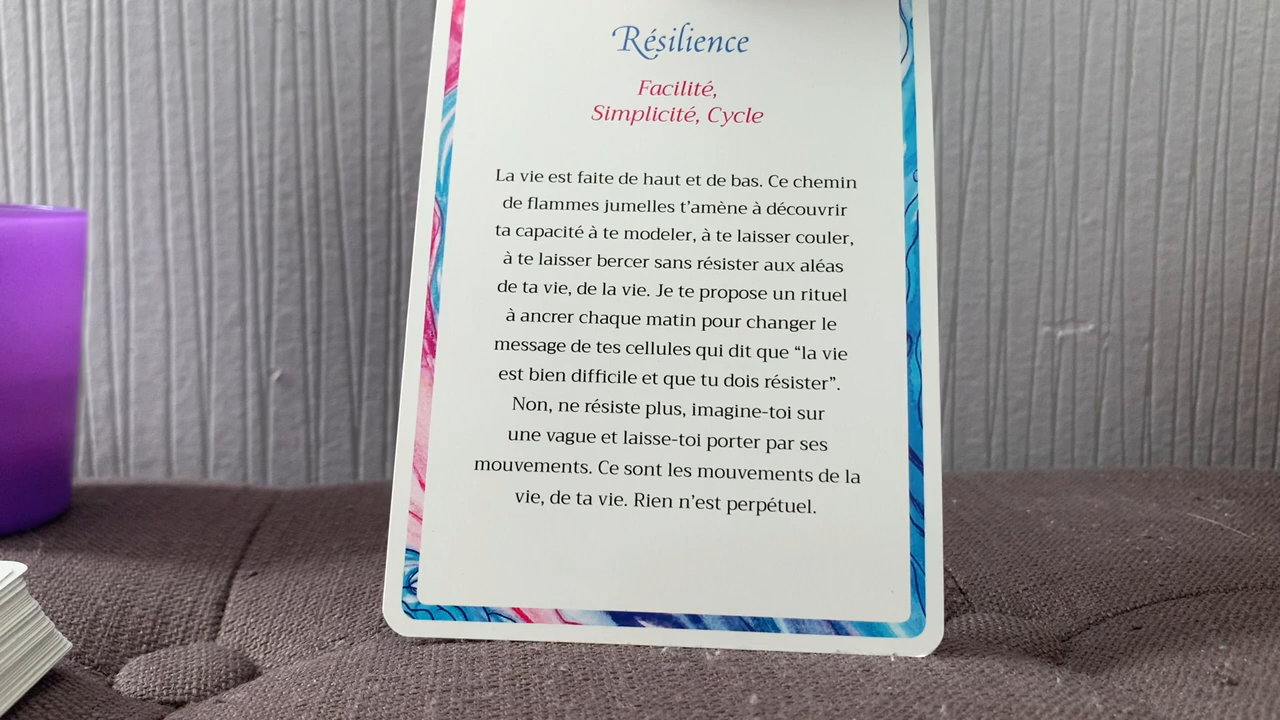 Résilience
Facilité,
Simplicité, Cycle
La vie est faite de haut et de bas. Ce chemin
de flammes jumelles t’amène à découvrir
ta capacité à te modeler, à te laisser couler,
à te laisser bercer sans résister aux aléas
de ta vie, de la vie. Je te propose un rituel
à ancrer chaque matin pour changer le
message de tes cellules qui dit que “la vie
est bien difficile et que tu dois résister”.
Non, ne résiste plus, imagine-toi sur
une vague et laisse-toi porter par ses
mouvements. Ce sont les mouvements de la
vie, de ta vie. Rien n’est perpétuel.